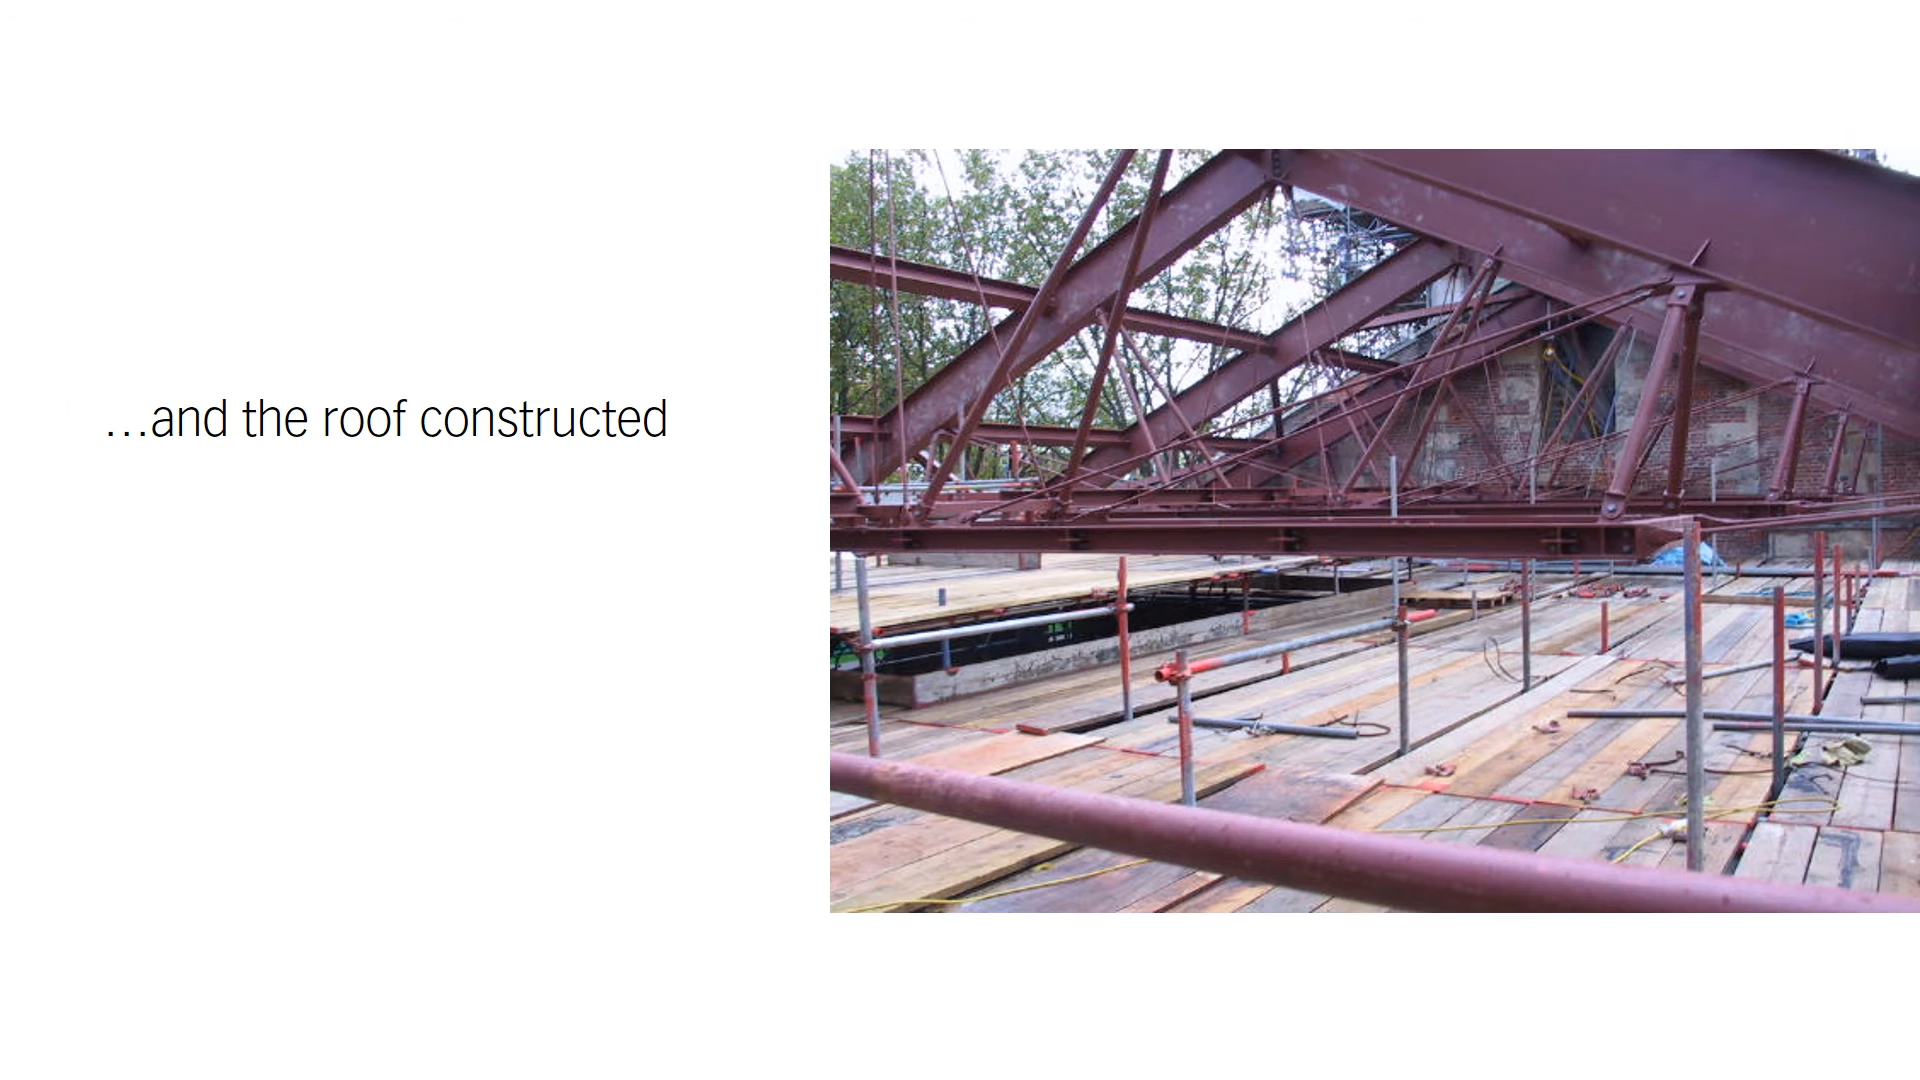 …and the roof constructed